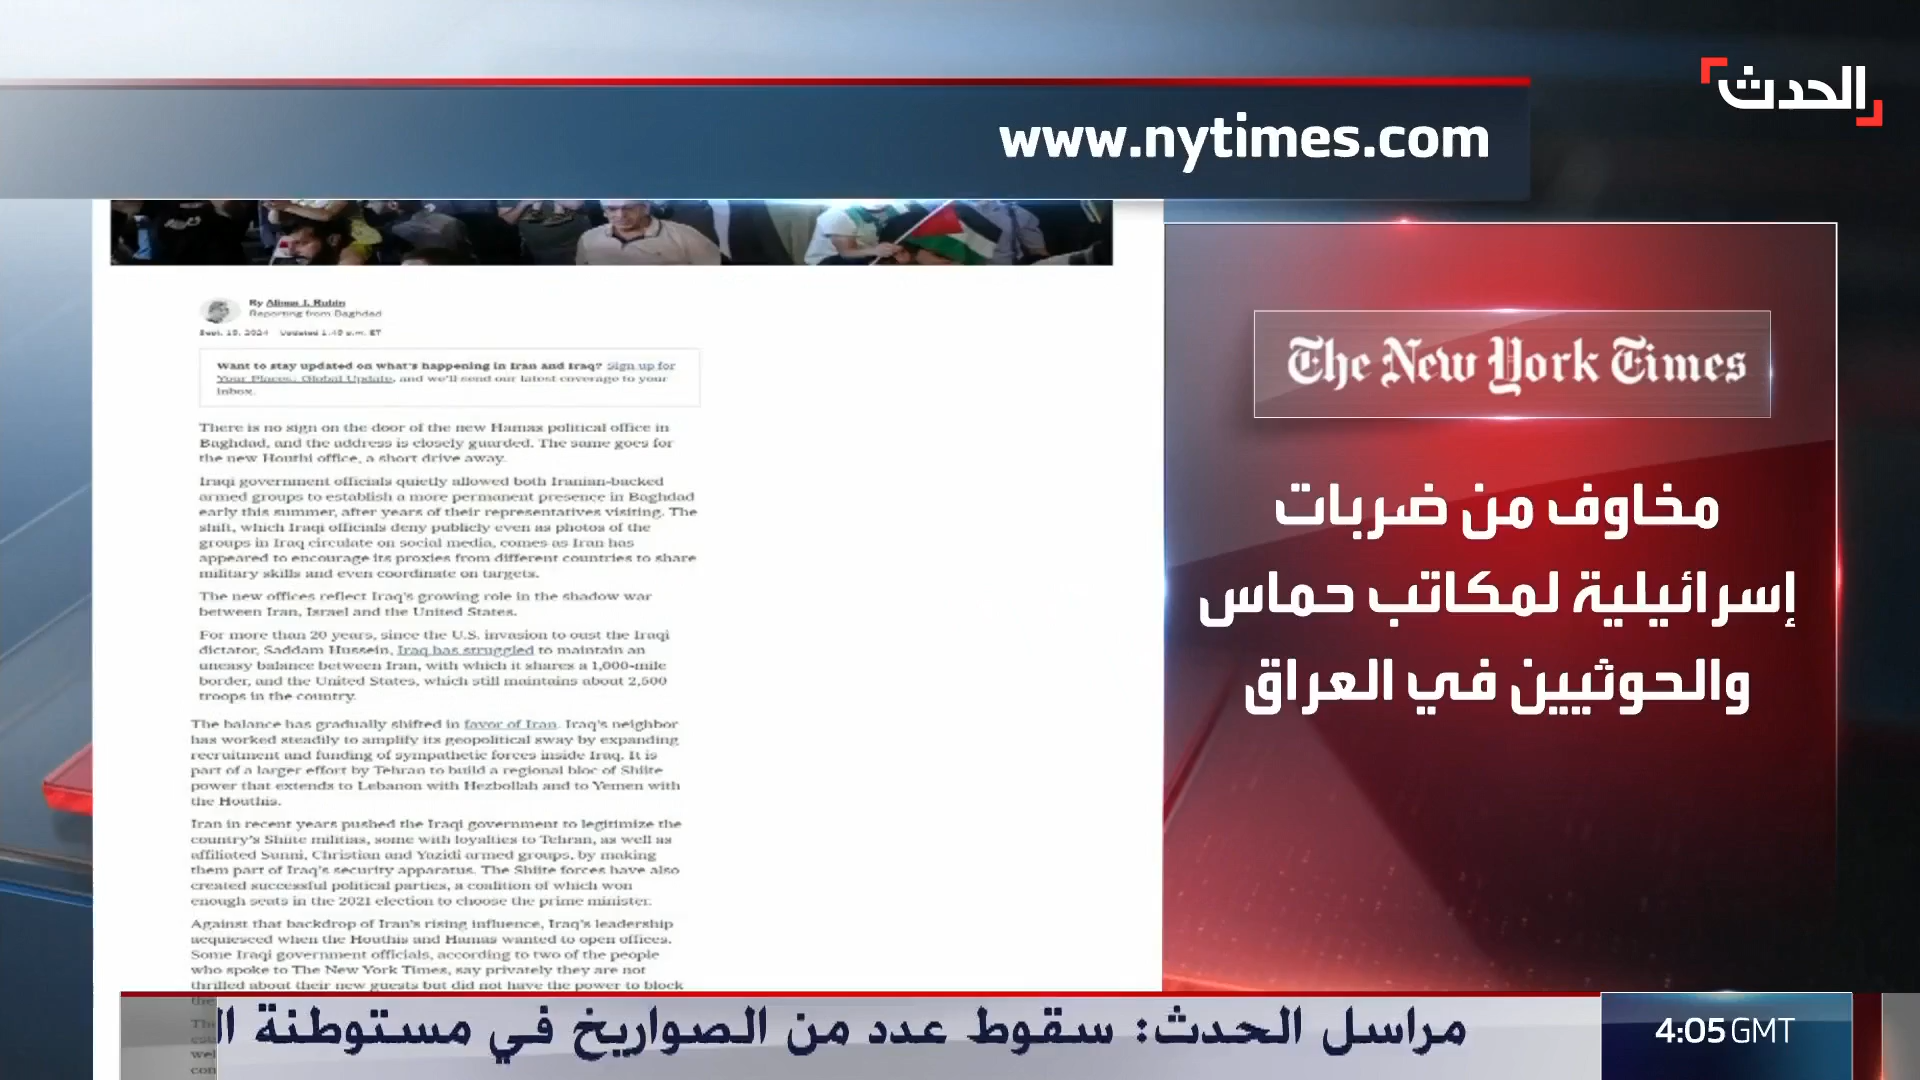 الحدث
www.nytimes.com
The New York Times
مخاوف من ضربات
إسرائيلية لمكاتب حماس
والحوثيين في العراق
By Alissa J. Rubin
Reporting from Baghdad
Sept. 2024 Updated p.m. ET
Want to stay updated on what's happening in Iran and Iraq? Sign up for
Your Places: Global Update, and we'll send our latest coverage to your
inbox.
There is no sign on the door of the new Hamas political office in
Baghdad, and the address is closely guarded. The same goes for
the new Houthi office, a short drive away.
Iraqi government officials quietly allowed both Iranian-backed
armed groups to establish a more permanent presence in Baghdad
early this summer, after years of their representatives visiting. The
shift, which Iraqi officials deny publicly even as photos of the
groups in Iraq circulate on social media, comes as Iran has
appeared to encourage its proxies from different countries to share
military skills and even coordinate on targets.
The new offices reflect Iraq's growing role in the shadow war
between Iran, Israel and the United States.
For more than 20 years, since the U.S. invasion to oust the Iraqi
dictator, Saddam Hussein, Iraq has struggled to maintain an
uneasy balance between Iran, with which it shares a 1,000-mile
border, and the United States, which still maintains about 2,500
troops in the country.
The balance has gradually shifted in favor of Iran. Iraq's neighbor
has worked steadily to amplify its geopolitical sway by expanding
recruitment and funding of sympathetic forces inside Iraq. It is
part of a larger effort by Tehran to build a regional bloc of Shiite
power that extends to Lebanon with Hezbollah and to Yemen with
the Houthis.
Iran in recent years pushed the Iraqi government to legitimize the
country's Shiite militias, some with loyalties to Tehran, as well as
affiliated Sunni, Christian and Yazidi armed groups, by making
them part of Iraq's security apparatus. The Shiite forces have also
created successful political parties, a coalition of which won
enough seats in the 2021 election to choose the prime minister.
Against that backdrop of Iran's rising influence, Iraq's leadership
acquiesced when the Houthis and Hamas wanted to open offices.
Some Iraqi government officials, according to two of the people
who spoke to The New York Times, say privately they are not
thrilled about their new guests but did not have the power to block
مراسل الحدث: سقوط عدد من الصواريخ في مستوطنة
4:05 GMT